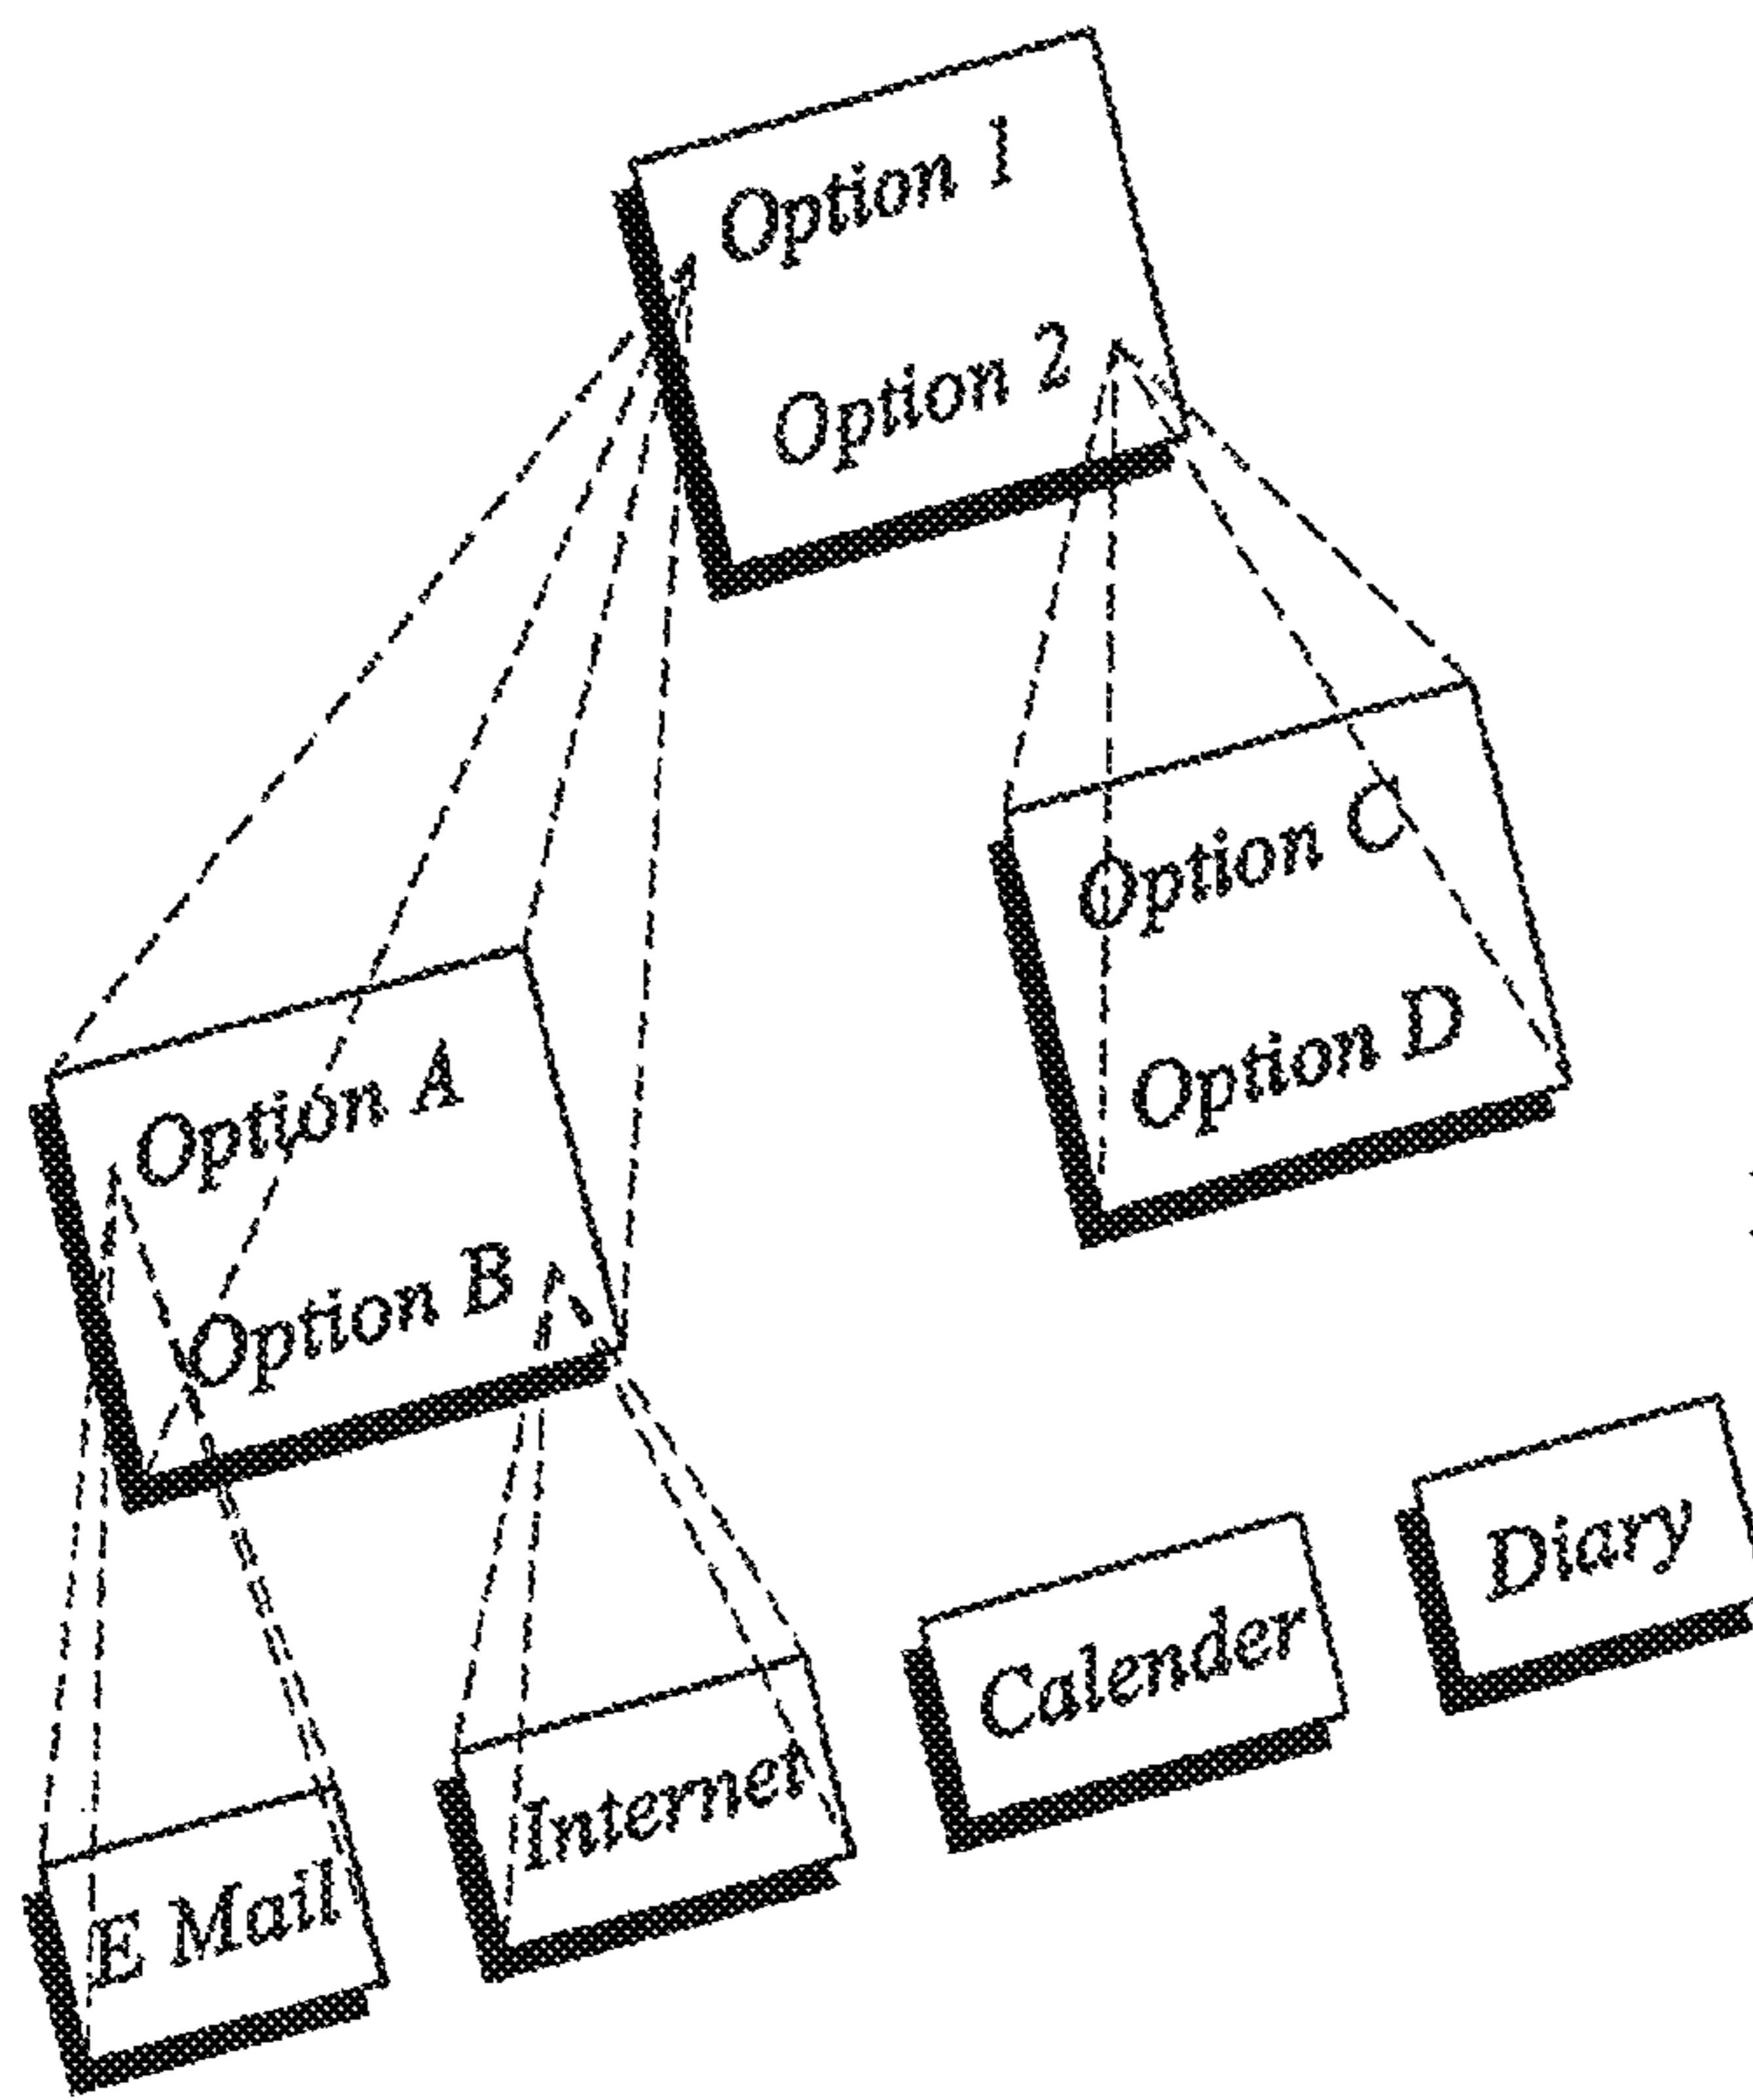 Option 1
Option 2
Option C
Option D
Option A
Option B
Diary
Calender
Internet
E Mail